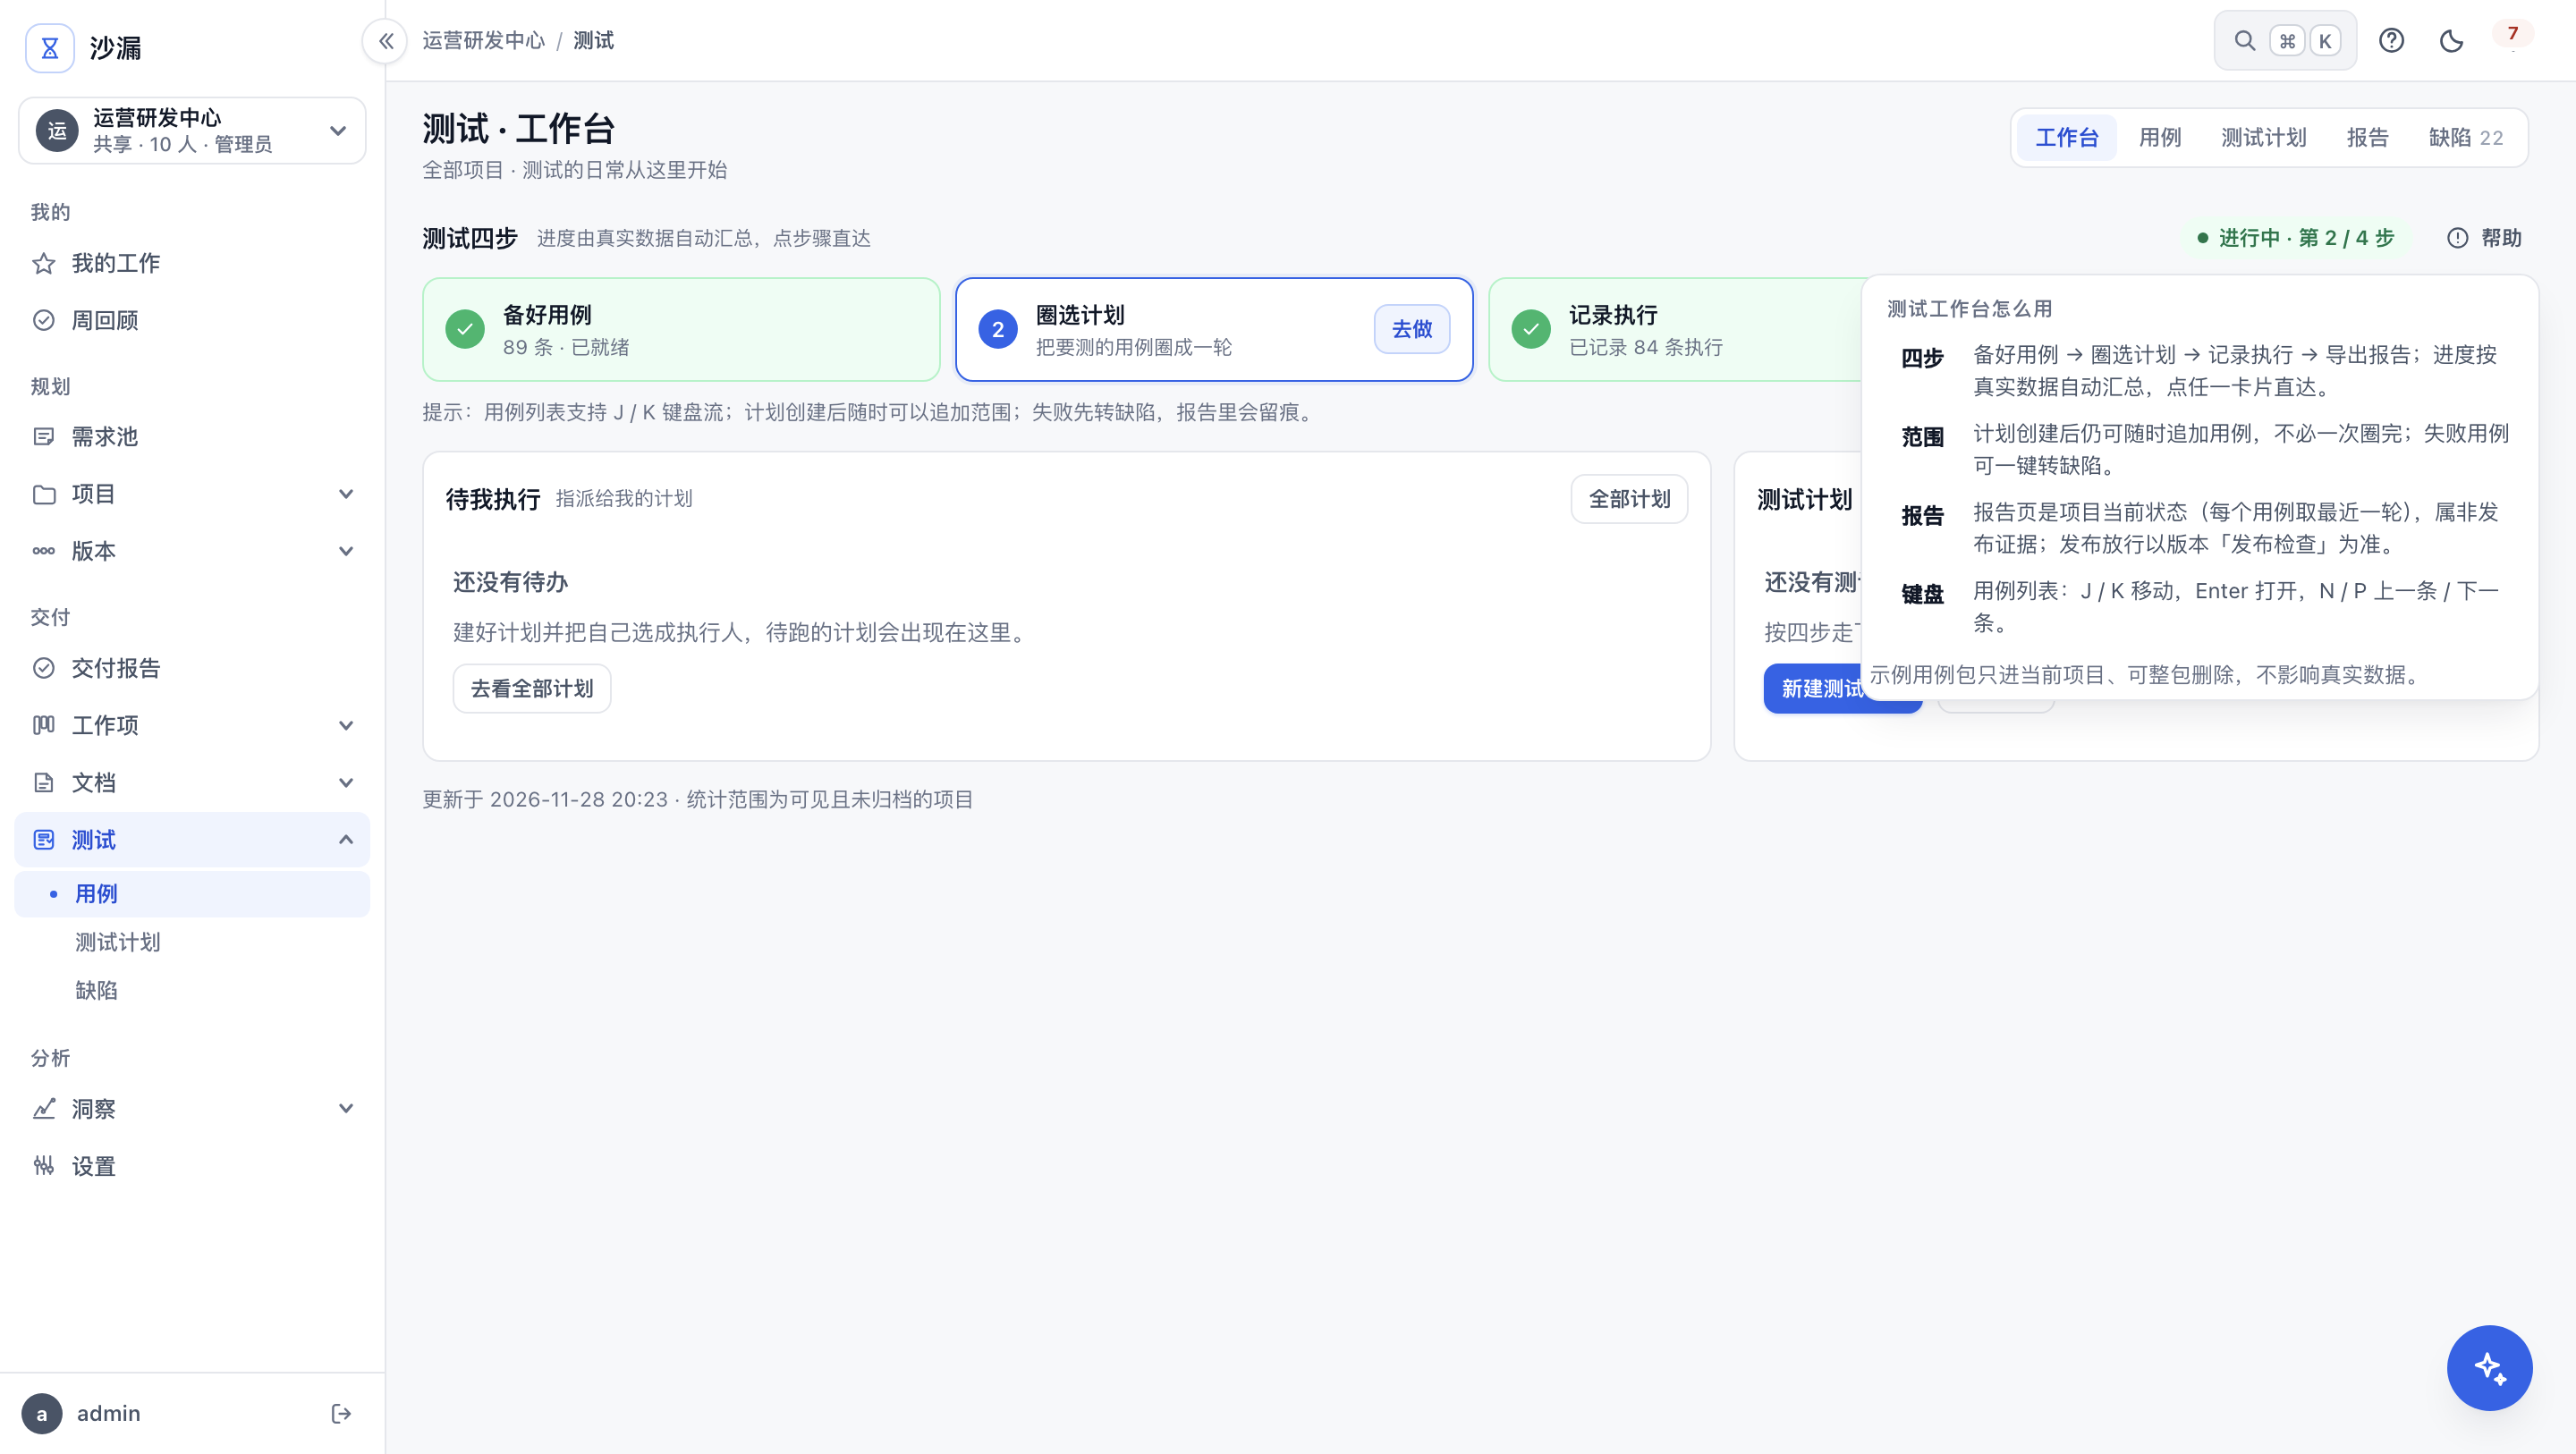 沙漏
运
运营研发中心
共享 · 10 人 · 管理员
我的
我的工作
周回顾
规划
需求池
项目
版本
交付
交付报告
工作项
文档
测试
用例
测试计划
缺陷
分析
洞察
设置
a
admin
运营研发中心 / 测试
⌘ K
7
测试 · 工作台
全部项目 · 测试的日常从这里开始
工作台 用例 测试计划 报告 缺陷 22
测试四步 进度由真实数据自动汇总，点步骤直达
进行中 · 第 2 / 4 步 帮助
备好用例
89 条 · 已就绪
2
圈选计划
把要测的用例圈成一轮
去做
记录执行
已记录 84 条执行
提示：用例列表支持 J / K 键盘流；计划创建后随时可以追加范围；失败先转缺陷，报告里会留痕。
待我执行 指派给我的计划
全部计划
还没有待办
建好计划并把自己选成执行人，待跑的计划会出现在这里。
去看全部计划
测试计划
还没有测
按四步走
新建测试
测试工作台怎么用
四步 备好用例 → 圈选计划 → 记录执行 → 导出报告；进度按
真实数据自动汇总，点任一卡片直达。
范围 计划创建后仍可随时追加用例，不必一次圈完；失败用例
可一键转缺陷。
报告 报告页是项目当前状态（每个用例取最近一轮），属非发
布证据；发布放行以版本「发布检查」为准。
键盘 用例列表：J / K 移动，Enter 打开，N / P 上一条 / 下一
条。
示例用例包只进当前项目、可整包删除，不影响真实数据。
更新于 2026-11-28 20:23 · 统计范围为可见且未归档的项目